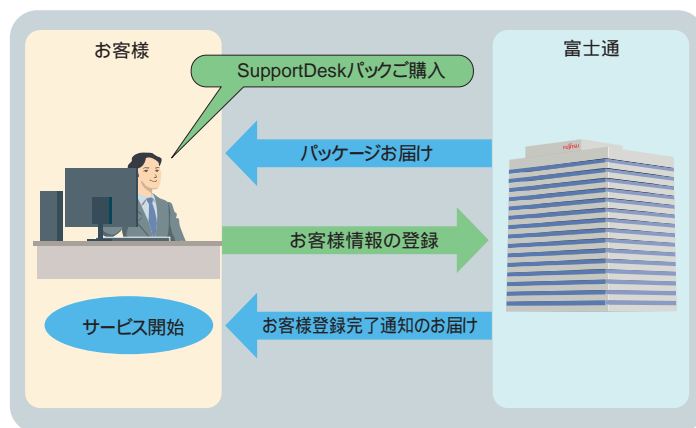 お客様
富士通
SupportDeskパックご購入
FUJITSU
パッケージお届け
お客様情報の登録
お客様登録完了通知のお届け
サービス開始